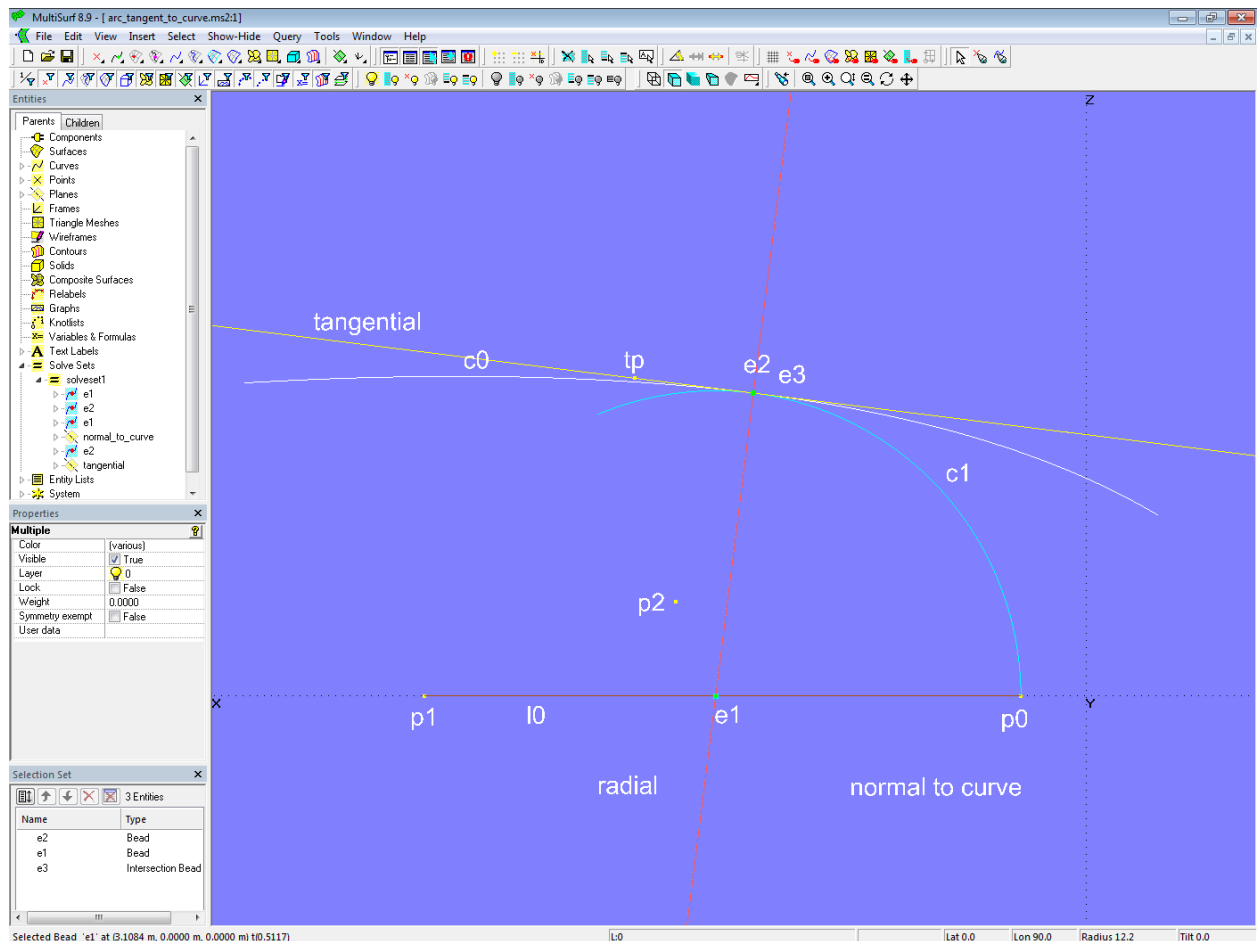 MultiSurf 8.9 - [ arc_tangent_to_curve.ms2:1]
File Edit View Insert Select Show-Hide Query Tools Window Help
Entities
Parents Children
Components
Surfaces
Curves
Points
Planes
Frames
Triangle Meshes
Wireframes
Contours
Solids
Composite Surfaces
Relabels
Graphs
Knotlists
Variables & Formulas
Text Labels
Solve Sets
solveset1
e1
e2
e1
normal_to_curve
e2
tangential
Entity Lists
System
Properties
Multiple
Color (various)
Visible True
Layer 0
Lock False
Weight 0.0000
Symmetry exempt False
User data
Selection Set
3 Entities
Name Type
e2 Bead
e1 Bead
e3 Intersection Bead
Z
tangential
c0 tp e2 e3
c1
p2
X Y
p1 l0 e1 p0
radial normal to curve
Selected Bead 'e1' at (3.1084 m, 0.0000 m, 0.0000 m) t(0.5117) L:0 Lat 0.0 Lon 90.0 Radius 12.2 Tilt 0.0